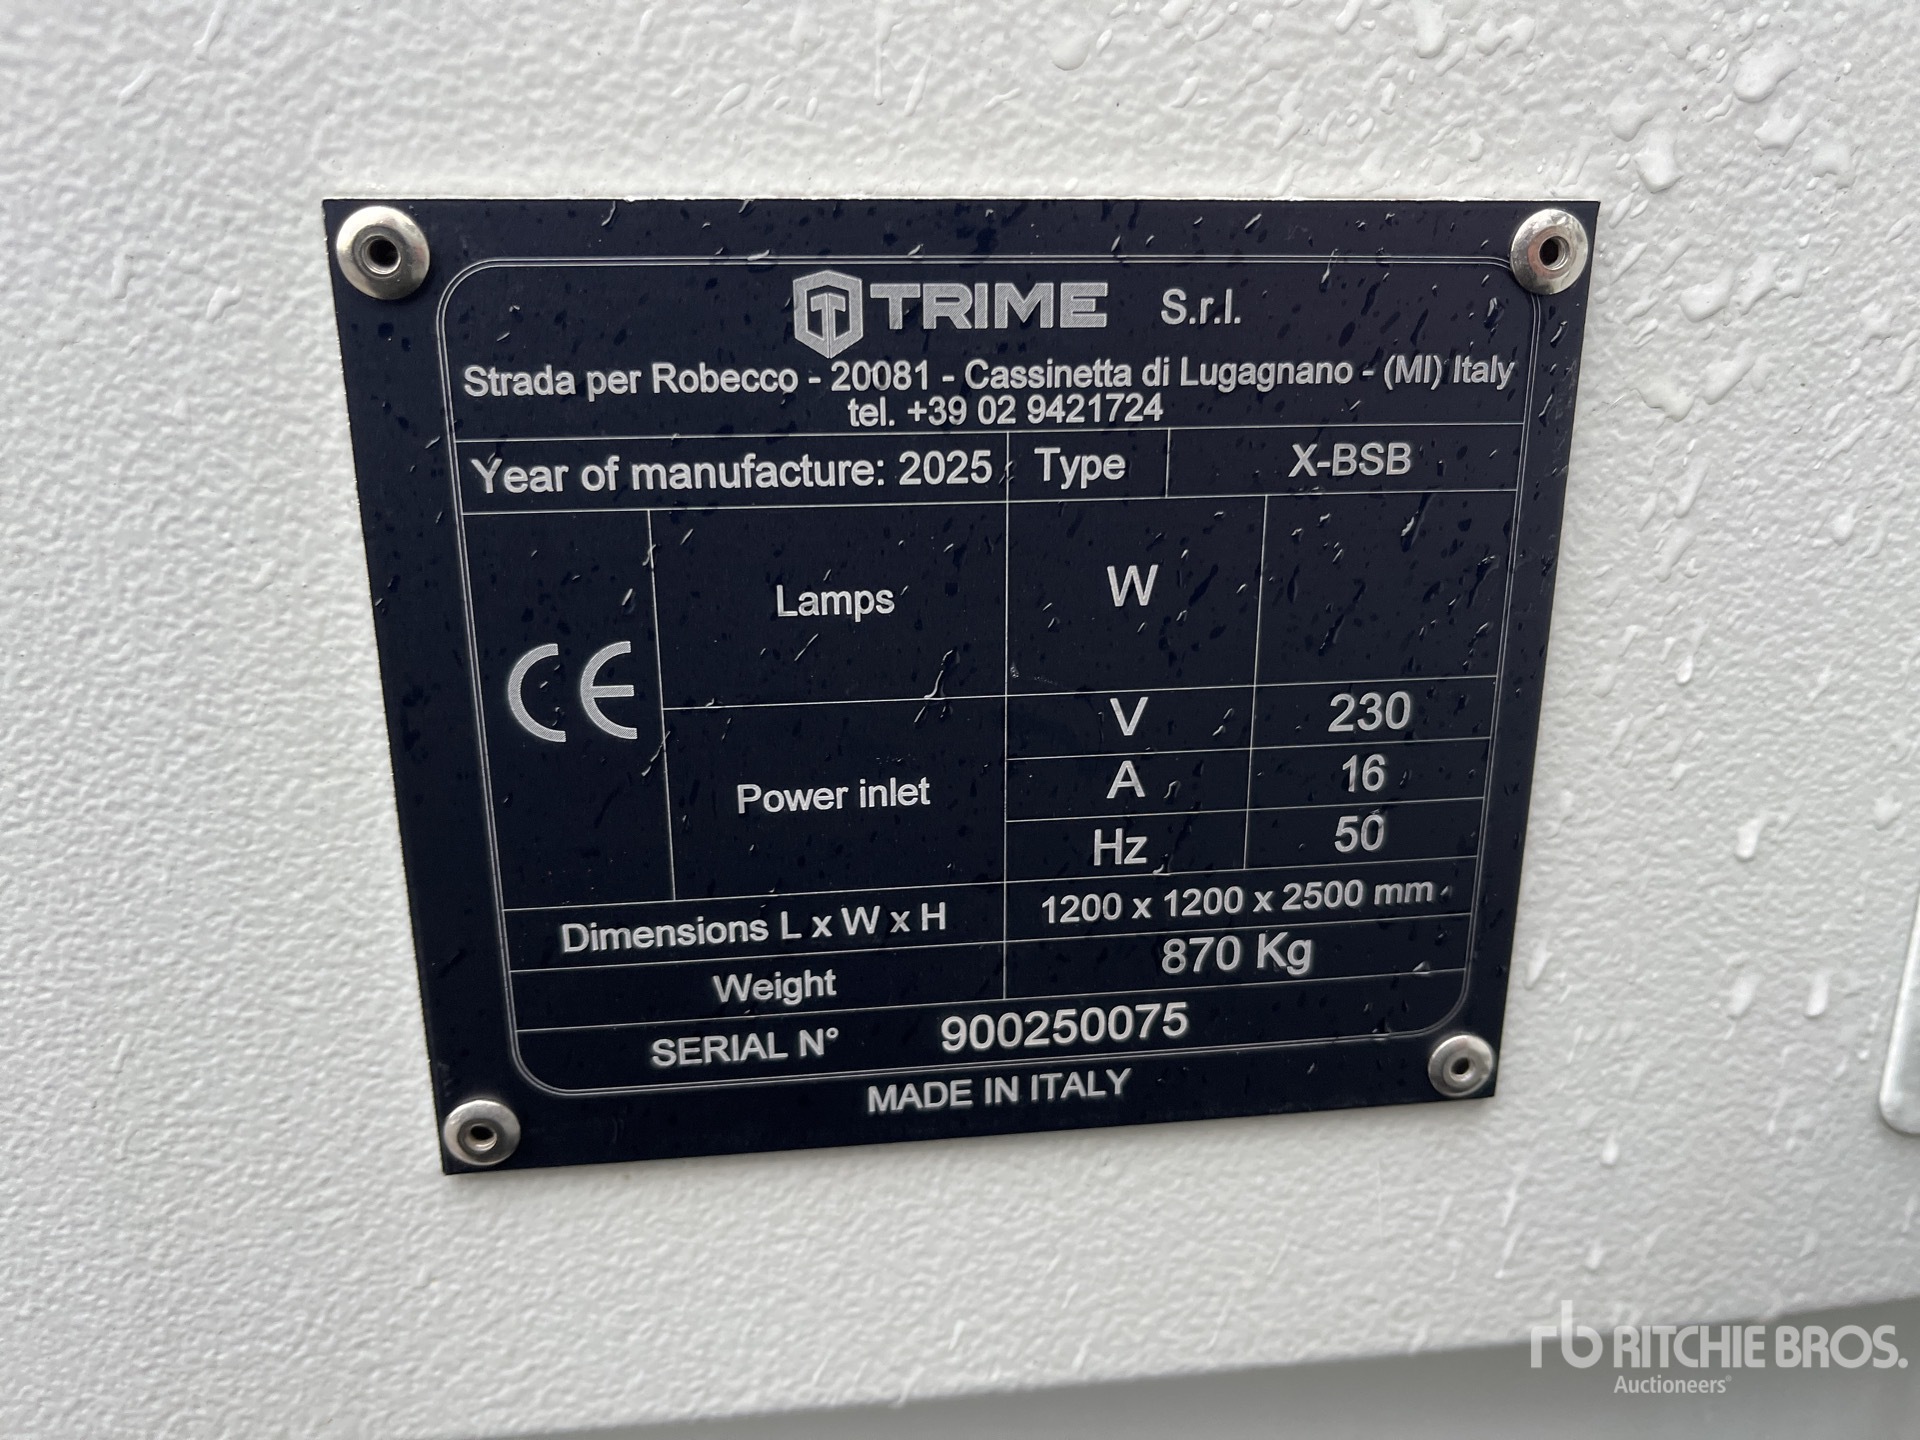 TRIME S.r.l.
Strada per Robecco - 20081 - Cassinetta di Lugagnano - (MI) Italy
tel. +39 02 9421724
Year of manufacture: 2025 Type X-BSB
CE
Lamps W
Power inlet
V 230
A 16
Hz 50
Dimensions L x W x H 1200 x 1200 x 2500 mm
Weight 870 Kg
SERIAL N° 900250075
MADE IN ITALY
rb RITCHIE BROS.
Auctioneers